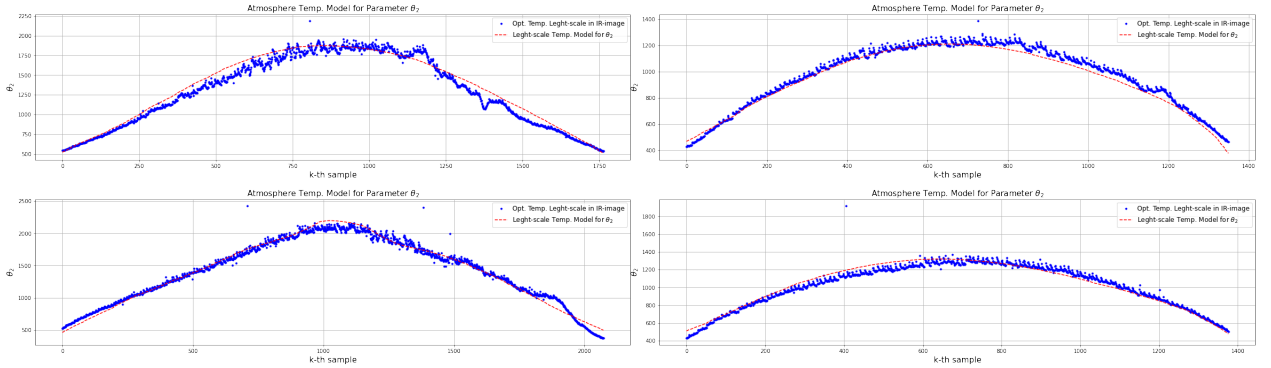 Atmosphere Temp. Model for Parameter θ₂
2250
2000
1750
1500
1250
1000
750
500
θ₂
Opt. Temp. Leght-scale in IR-image
Leght-scale Temp. Model for θ₂
0
250
500
750
1000
1250
1500
1750
k-th sample
Atmosphere Temp. Model for Parameter θ₂
1400
1200
1000
800
600
400
θ₂
Opt. Temp. Leght-scale in IR-image
Leght-scale Temp. Model for θ₂
0
200
400
600
800
1000
1200
1400
k-th sample
Atmosphere Temp. Model for Parameter θ₂
2500
2000
1500
1000
500
θ₂
Opt. Temp. Leght-scale in IR-image
Leght-scale Temp. Model for θ₂
0
500
1000
1500
2000
k-th sample
Atmosphere Temp. Model for Parameter θ₂
1800
1600
1400
1200
1000
800
600
400
θ₂
Opt. Temp. Leght-scale in IR-image
Leght-scale Temp. Model for θ₂
0
200
400
600
800
1000
1200
1400
k-th sample